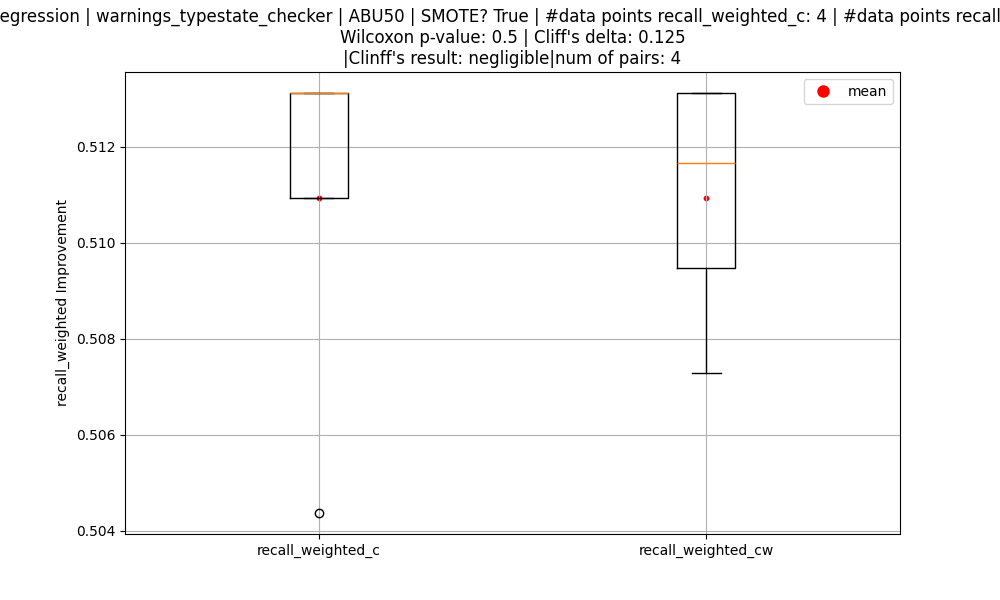 egression | warnings_typestate_checker | ABU50 | SMOTE? True | #data points recall_weighted_c: 4 | #data points recall
Wilcoxon p-value: 0.5 | Cliff's delta: 0.125
|Clinff's result: negligible|num of pairs: 4
mean
0.512
0.510
0.508
0.506
0.504
recall_weighted Improvement
recall_weighted_c
recall_weighted_cw